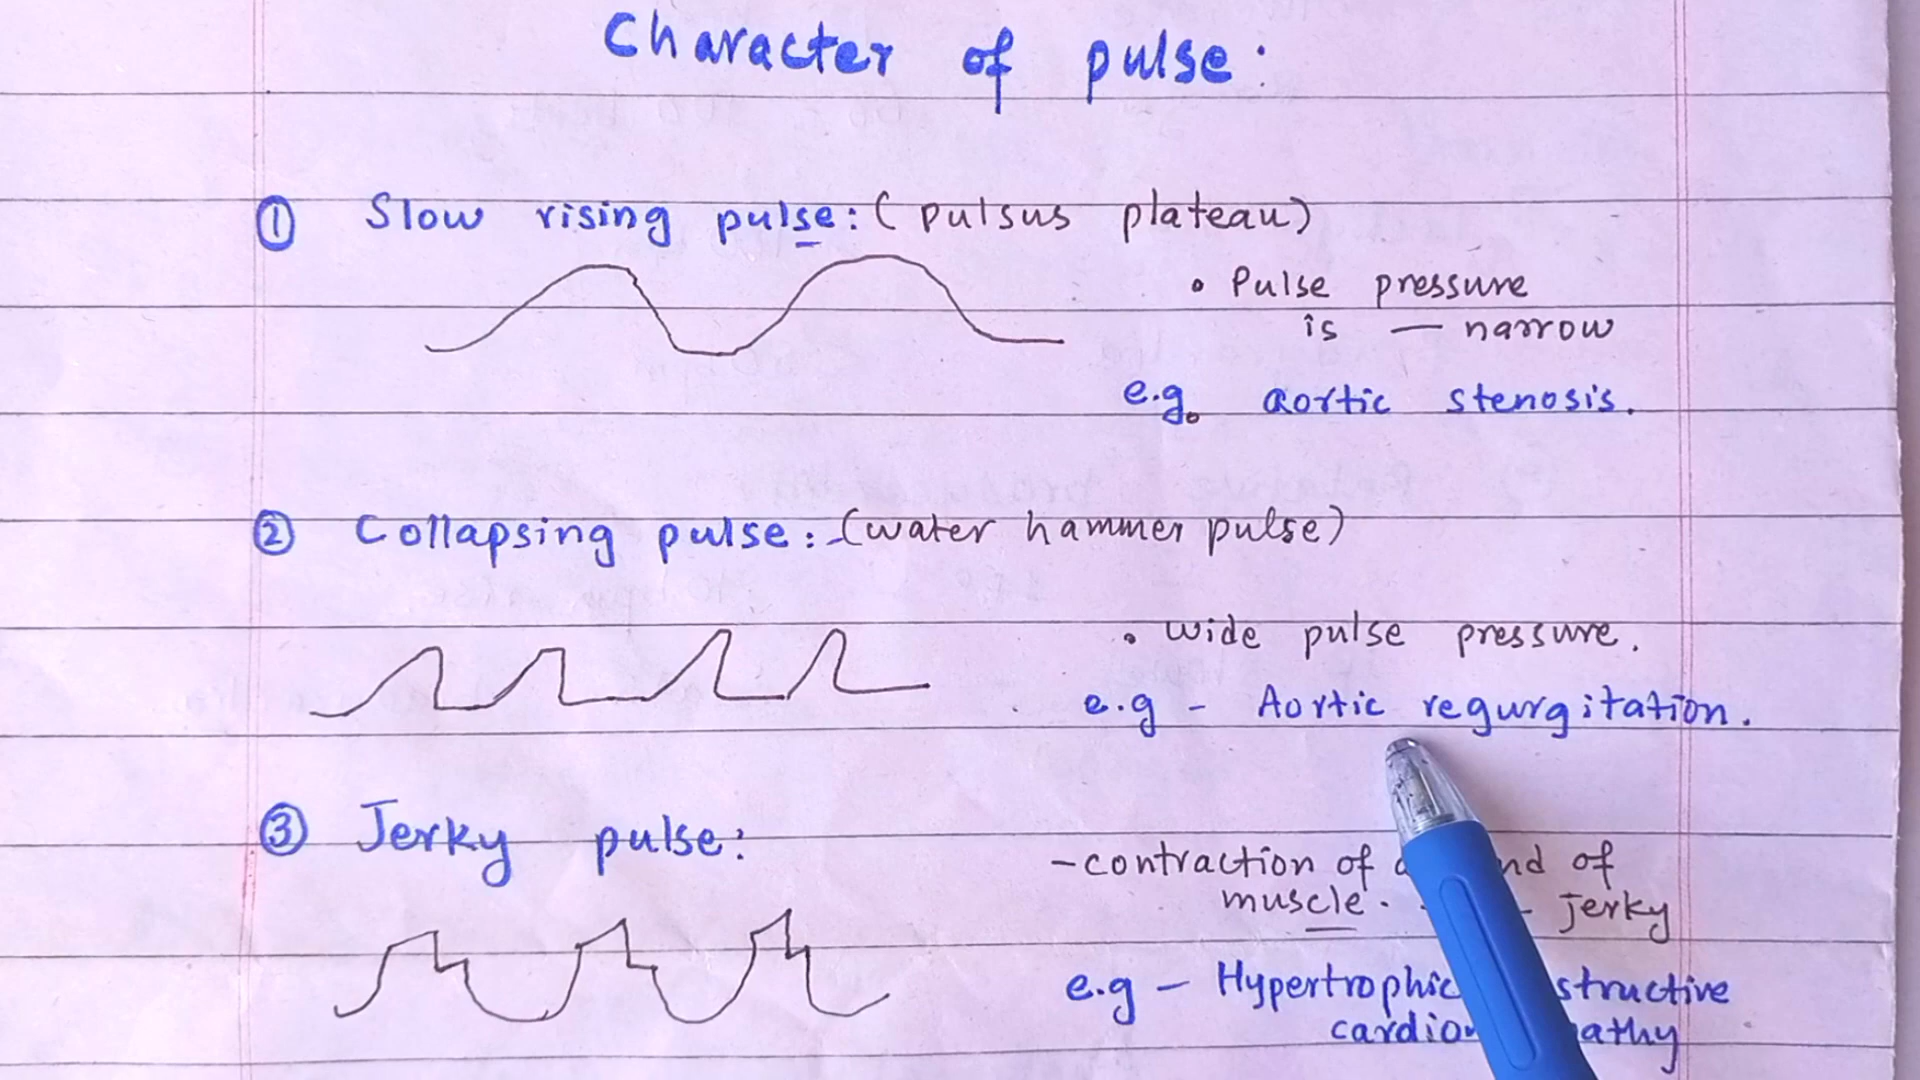 Character of pulse:
① Slow rising pulse: (pulsus plateau)
• Pulse pressure
is — narrow
e.g. aortic stenosis.
② Collapsing pulse:-(water hammer pulse)
• wide pulse pressure.
e.g - Aortic regurgitation.
③ Jerky pulse:
-contraction of of
muscle. - jerky
e.g - Hypertrophic